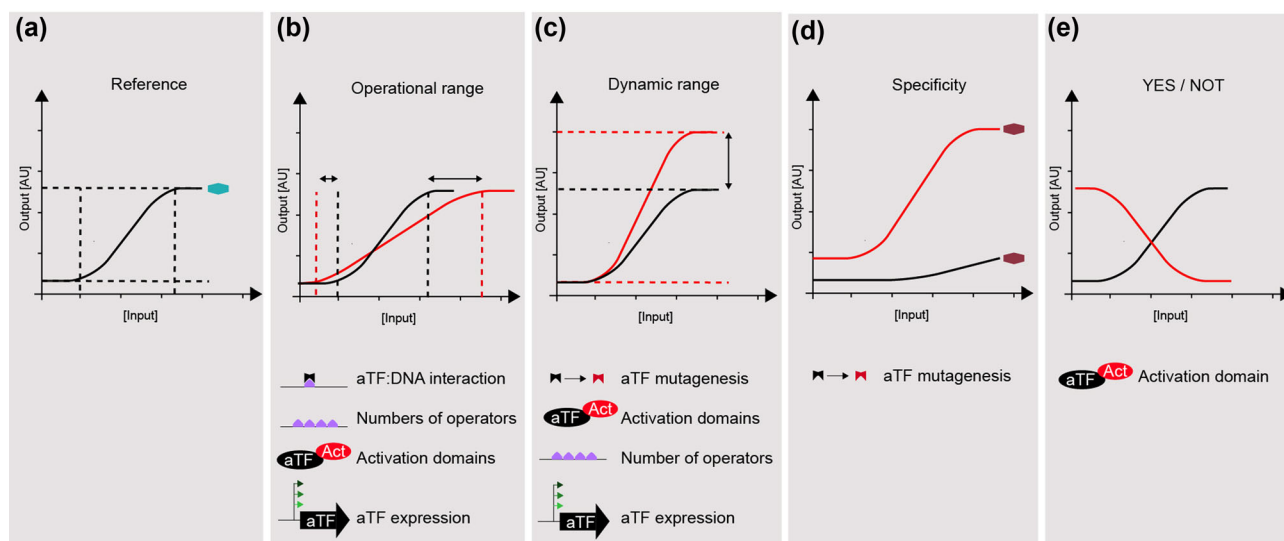 (a)
Reference
Output [AU]
[Input]
(b)
Operational range
Output [AU]
[Input]
aTF:DNA interaction
Numbers of operators
aTF Act Activation domains
aTF aTF expression
(c)
Dynamic range
Output [AU]
[Input]
aTF mutagenesis
aTF Act Activation domains
Number of operators
aTF aTF expression
(d)
Specificity
Output [AU]
[Input]
aTF mutagenesis
(e)
YES / NOT
Output [AU]
[Input]
aTF Act Activation domain